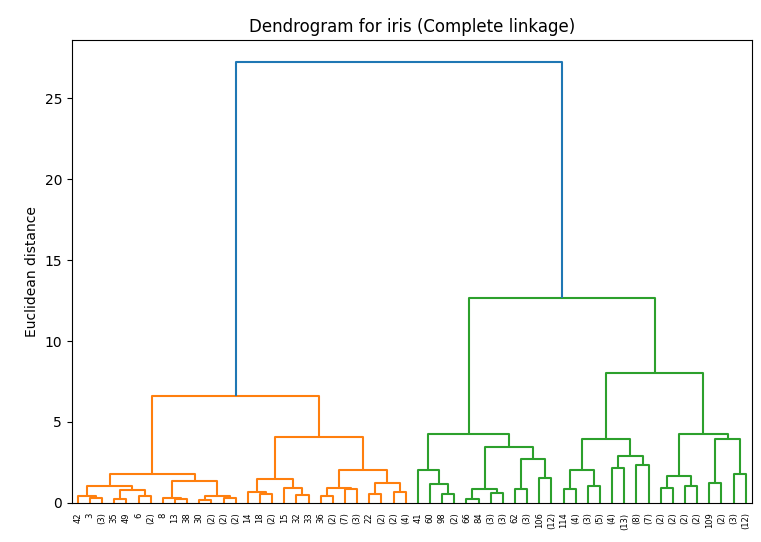 Dendrogram for iris (Complete linkage)
Euclidean distance
25
20
15
10
5
0
42 3 (3) 35 49 6 (2) 8 13 38 30 (2) (2) (2) 14 18 (2) 15 32 33 36 (2) (7) (3) 22 (2) (2) (4) 41 60 98 (2) 66 84 (3) (3) 62 (3) 106 (12) 114 (4) (3) (5) (4) (13) (8) (7) (2) (2) (2) (2) 109 (2) (3) (12)